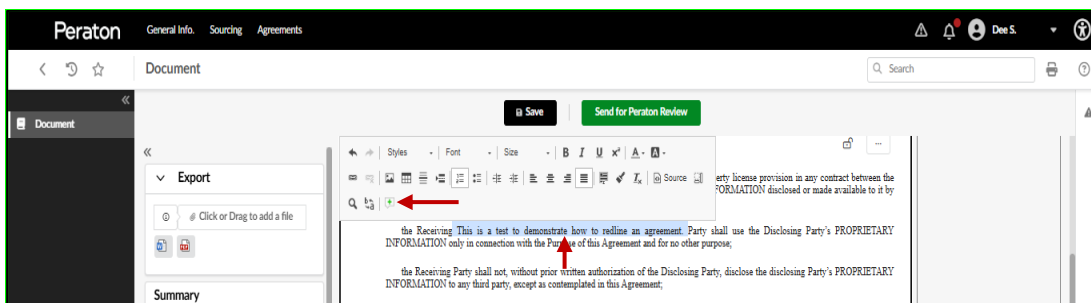 Peraton General Info. Sourcing Agreements Dee S.
Document Search
Document
Save Send for Peraton Review
Styles Font Size B I U x² A A
Export
Source
erty license provision in any contract between the
FORMATION disclosed or made available to it by
Click or Drag to add a file
the Receiving This is a test to demonstrate how to redline an agreement. Party shall use the Disclosing Party's PROPRIETARY
INFORMATION only in connection with the Purpose of this Agreement and for no other purpose;
the Receiving Party shall not, without prior written authorization of the Disclosing Party, disclose the disclosing Party's PROPRIETARY
INFORMATION to any third party, except as contemplated in this Agreement;
Summary